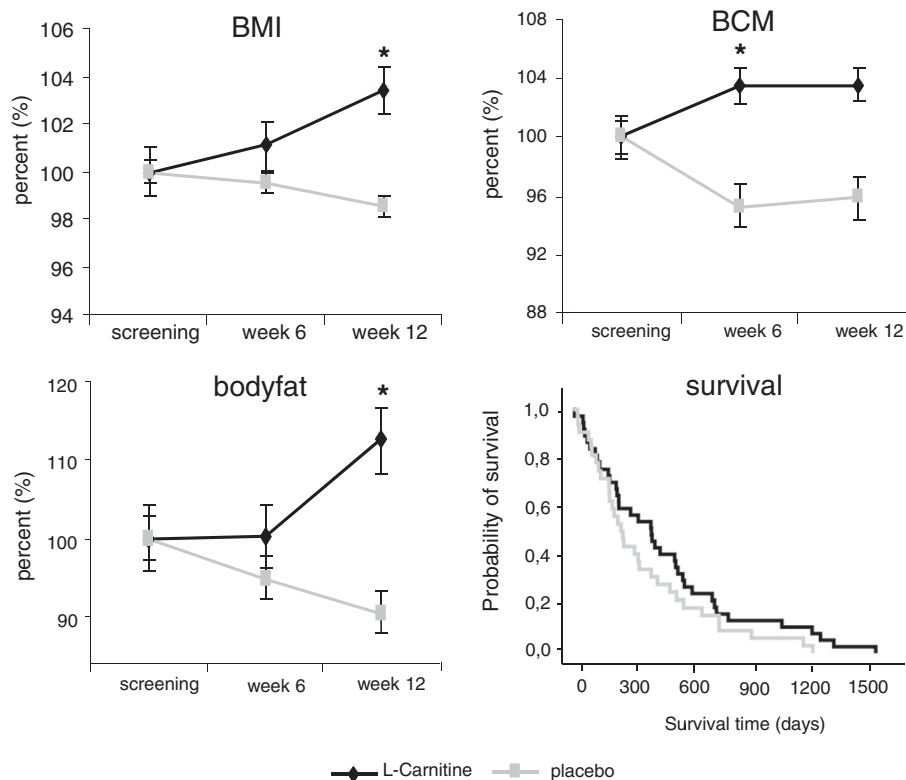 BMI
106
104
102
100
98
96
94
percent (%)
*
screening
week 6
week 12
BCM
108
104
100
96
92
88
percent (%)
*
screening
week 6
week 12
bodyfat
120
110
100
90
percent (%)
*
screening
week 6
week 12
survival
1,0
0,8
0,6
0,4
0,2
0,0
Probability of survival
0
300
600
900
1200
1500
Survival time (days)
L-Carnitine
placebo